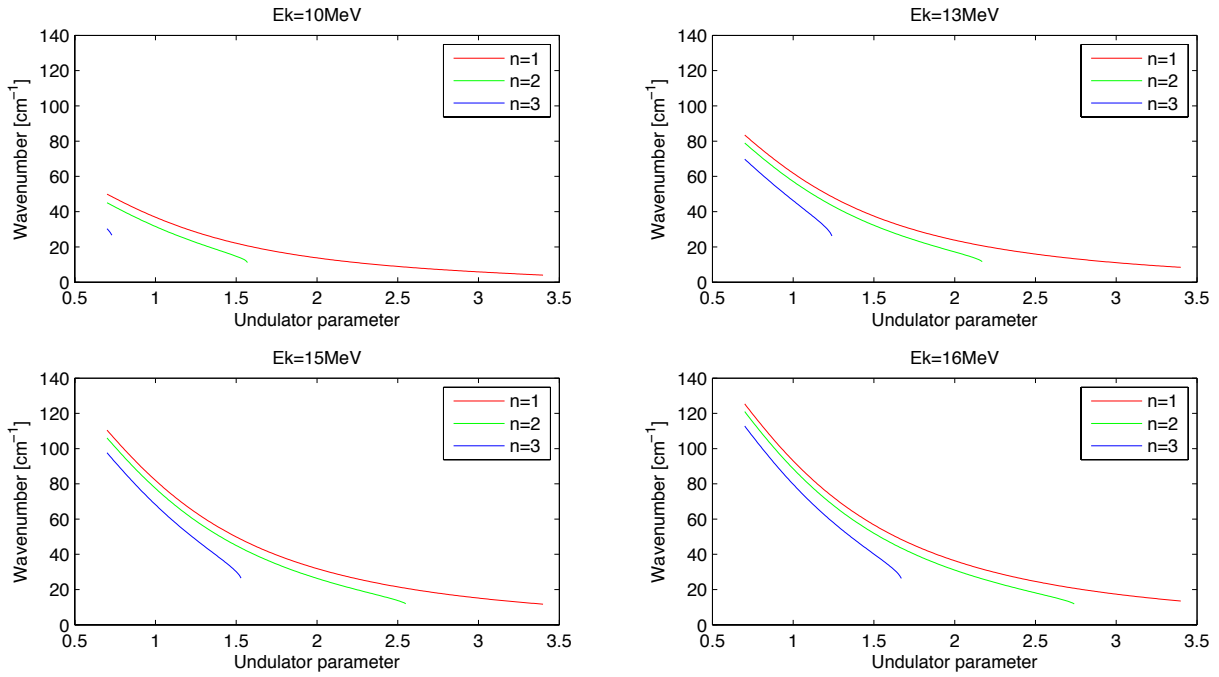 Ek=10MeV
Wavenumber [cm⁻¹]
140
120
100
80
60
40
20
0
0.5 1 1.5 2 2.5 3 3.5
Undulator parameter
n=1
n=2
n=3
Ek=13MeV
Wavenumber [cm⁻¹]
140
120
100
80
60
40
20
0
0.5 1 1.5 2 2.5 3 3.5
Undulator parameter
n=1
n=2
n=3
Ek=15MeV
Wavenumber [cm⁻¹]
140
120
100
80
60
40
20
0
0.5 1 1.5 2 2.5 3 3.5
Undulator parameter
n=1
n=2
n=3
Ek=16MeV
Wavenumber [cm⁻¹]
140
120
100
80
60
40
20
0
0.5 1 1.5 2 2.5 3 3.5
Undulator parameter
n=1
n=2
n=3